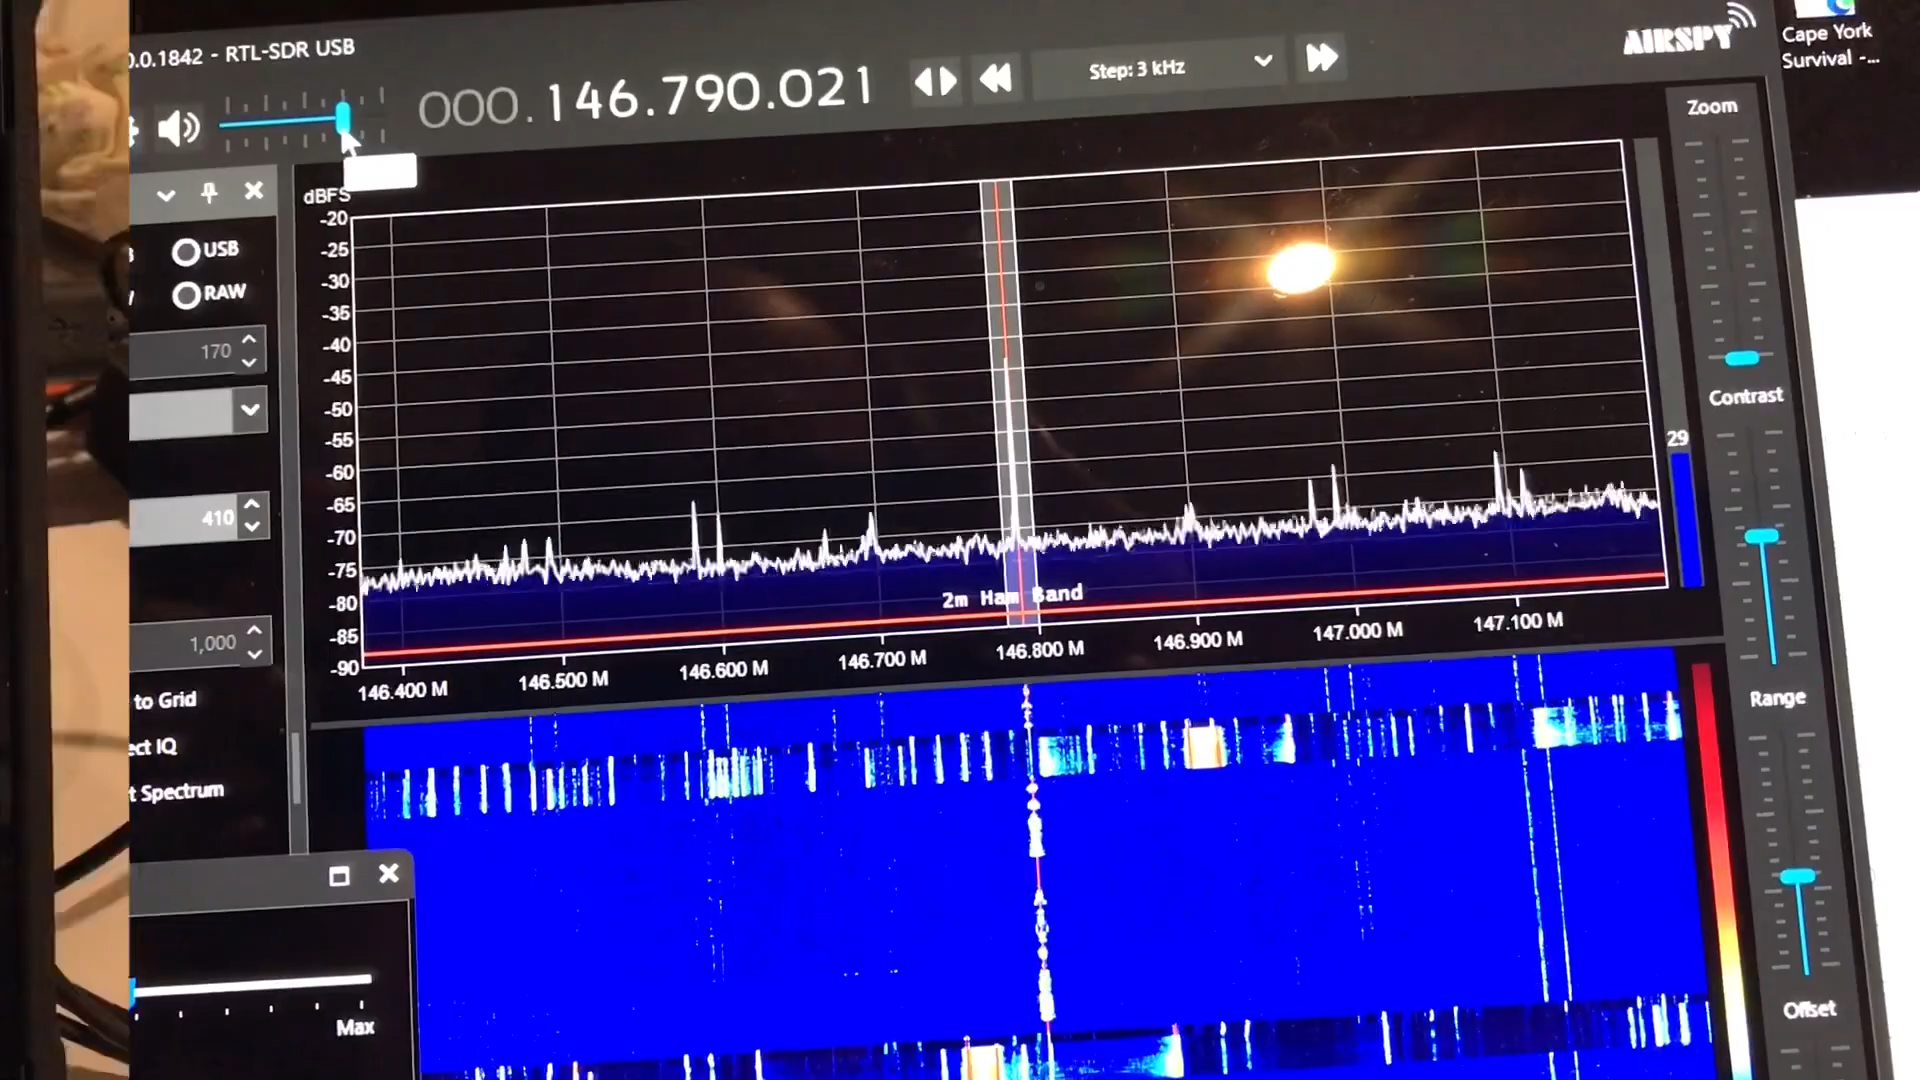 0.0.1842 - RTL-SDR USB
000.146.790.021
Step: 3 kHz
AIRSPY
Cape York
Survival -...
Zoom
dBFS
USB
RAW
170
410
1,000
to Grid
ect IQ
t Spectrum
-20
-25
-30
-35
-40
-45
-50
-55
-60
-65
-70
-75
-80
-85
-90
2m Ham Band
146.400 M
146.500 M
146.600 M
146.700 M
146.800 M
146.900 M
147.000 M
147.100 M
29
Contrast
Range
Offset
Max